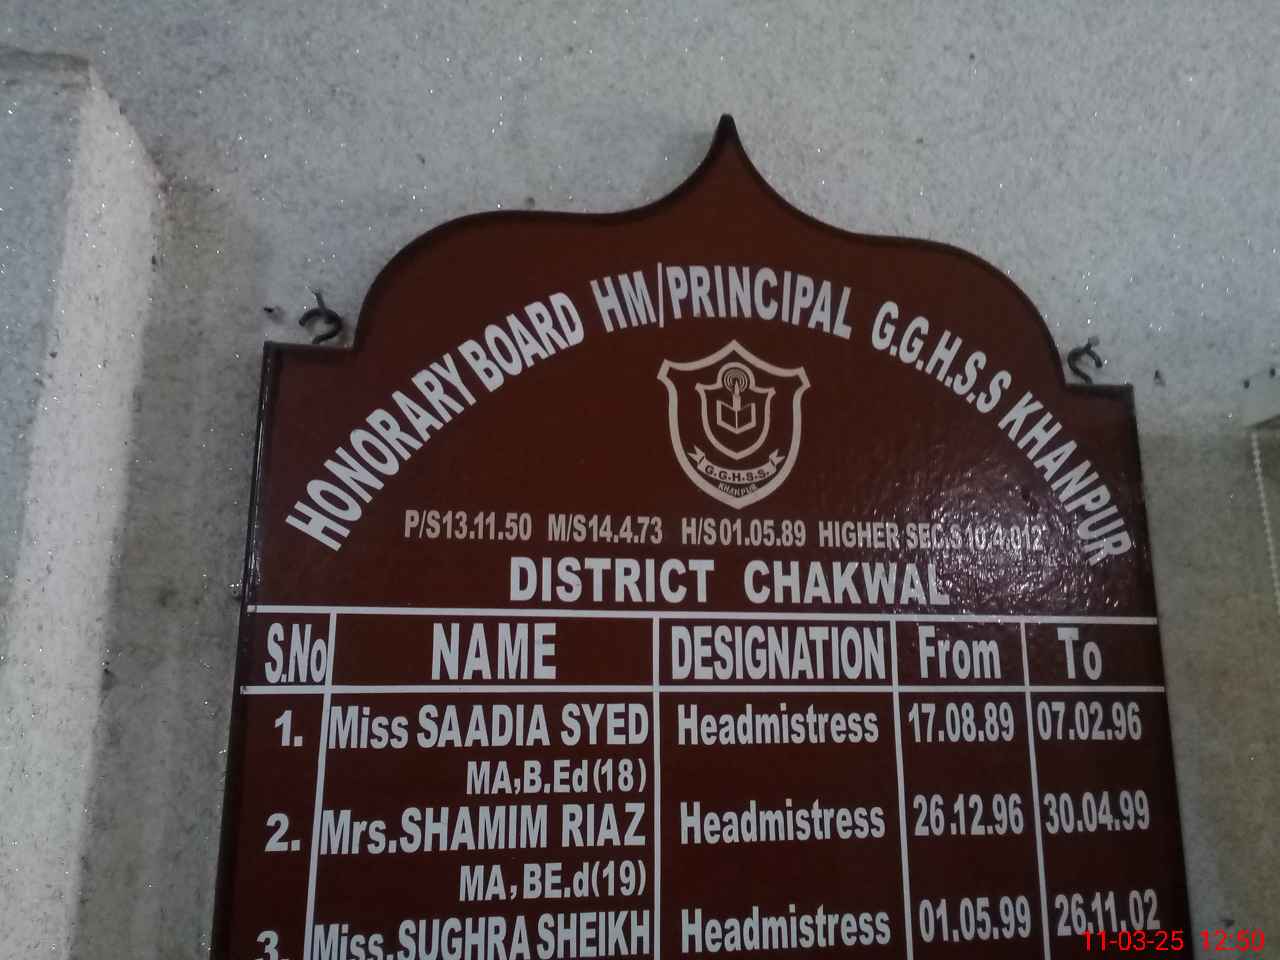 HONORARY BOARD HM/PRINCIPAL G.G.H.S.S KHANPUR
G.G.H.S.S.
KHANPUR
P/S13.11.50 M/S14.4.73 H/S01.05.89 HIGHER SEC.S 10.4.012
DISTRICT CHAKWAL
S.No NAME DESIGNATION From To
1. Miss SAADIA SYED Headmistress 17.08.89 07.02.96
MA,B.Ed(18)
2. Mrs.SHAMIM RIAZ Headmistress 26.12.96 30.04.99
MA,BE.d(19)
3. Miss.SUGHRA SHEIKH Headmistress 01.05.99 26.11.02
11-03-25 12:50